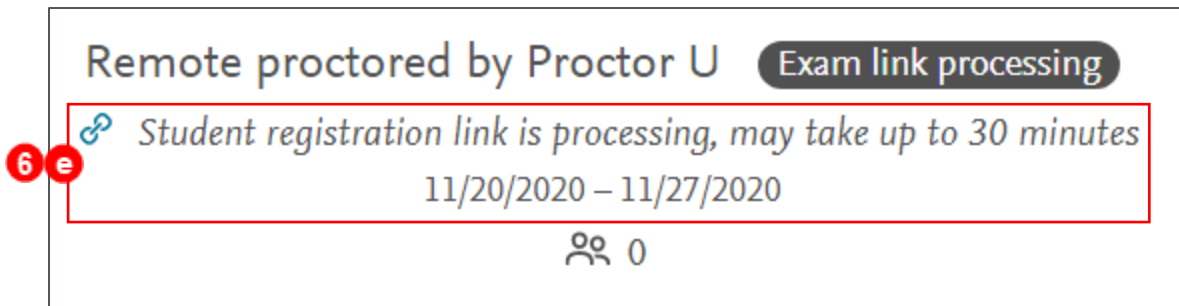 Remote proctored by Proctor U Exam link processing
Student registration link is processing, may take up to 30 minutes
6 e
11/20/2020 – 11/27/2020
0